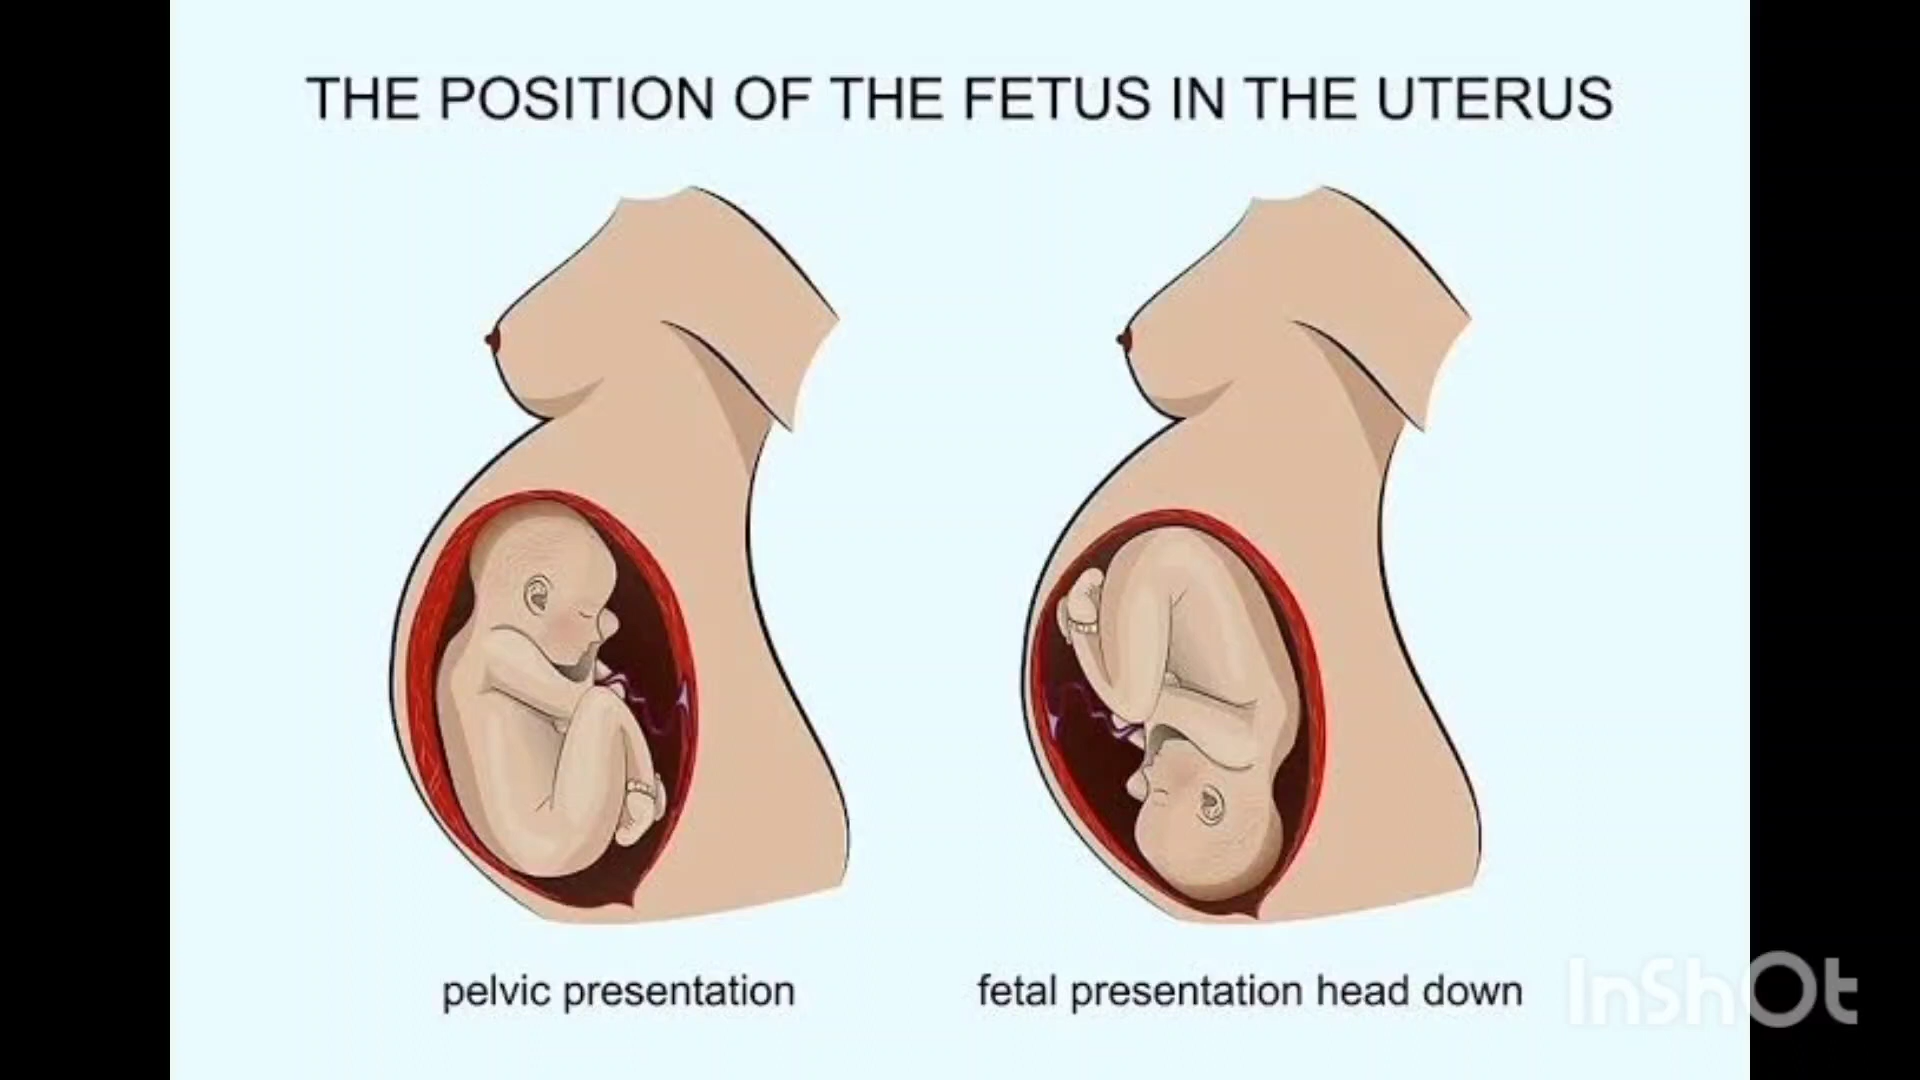 THE POSITION OF THE FETUS IN THE UTERUS
pelvic presentation
fetal presentation head down
InShOt